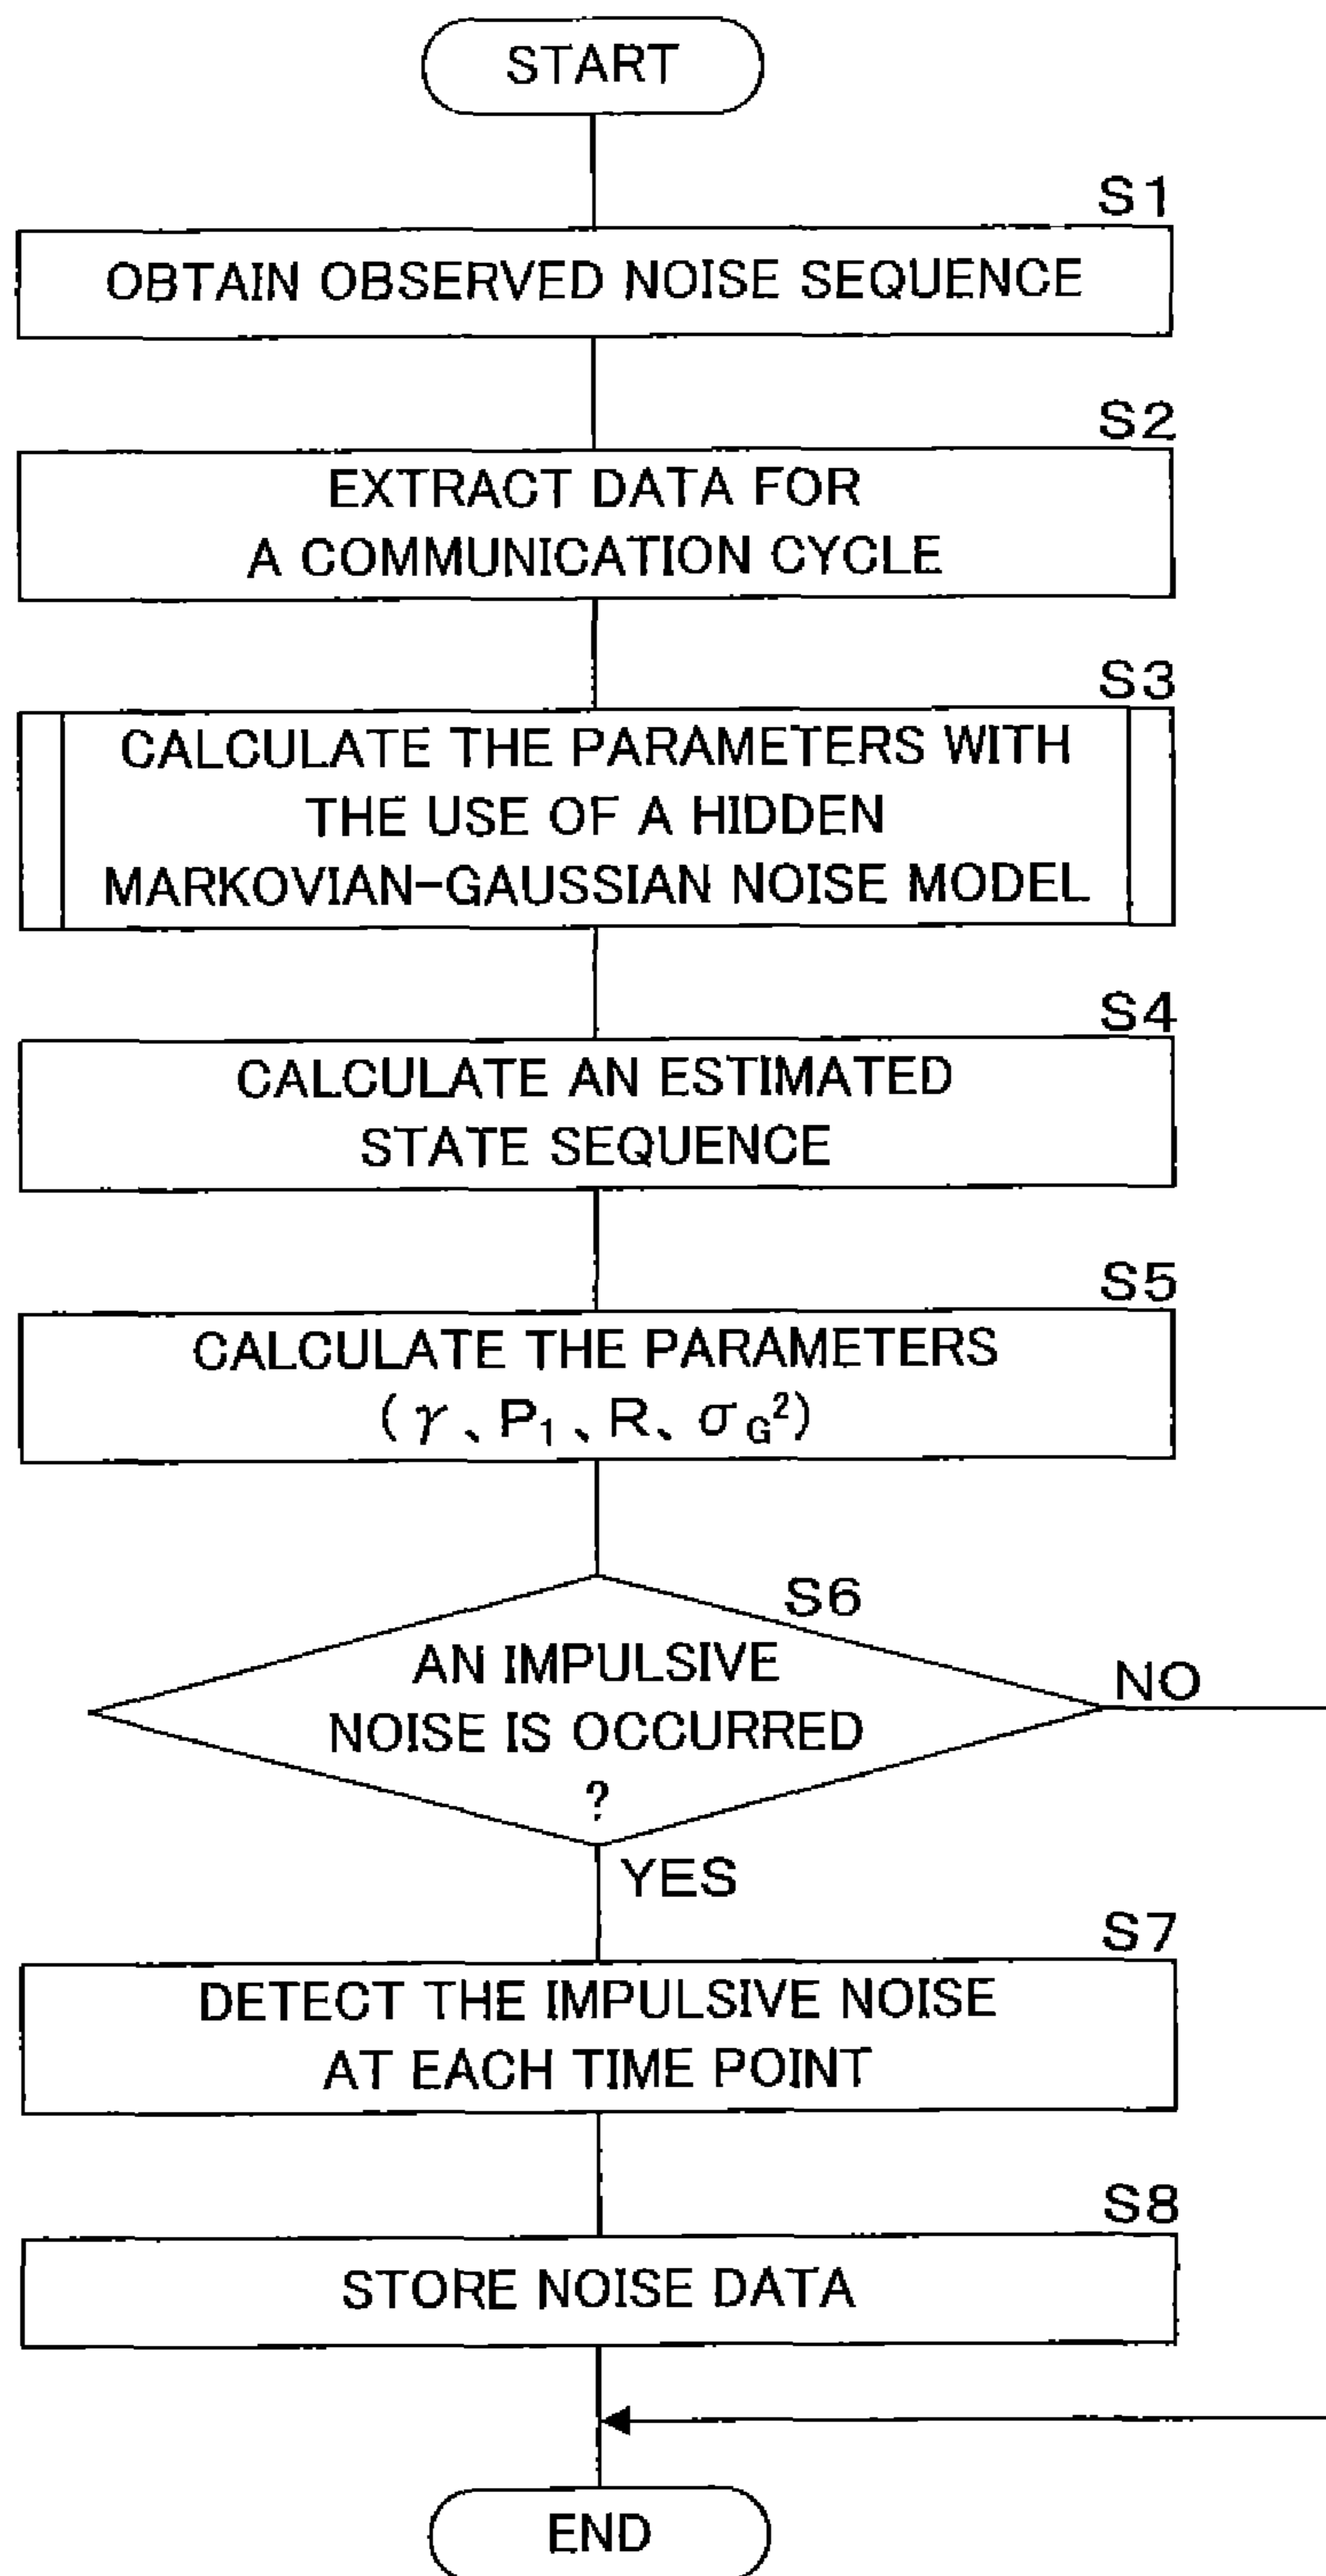 START
S1
OBTAIN OBSERVED NOISE SEQUENCE
S2
EXTRACT DATA FOR
A COMMUNICATION CYCLE
S3
CALCULATE THE PARAMETERS WITH
THE USE OF A HIDDEN
MARKOVIAN-GAUSSIAN NOISE MODEL
S4
CALCULATE AN ESTIMATED
STATE SEQUENCE
S5
CALCULATE THE PARAMETERS
(γ、P₁、R、σ_G²)
S6
AN IMPULSIVE
NOISE IS OCCURRED
?
NO
YES
S7
DETECT THE IMPULSIVE NOISE
AT EACH TIME POINT
S8
STORE NOISE DATA
END